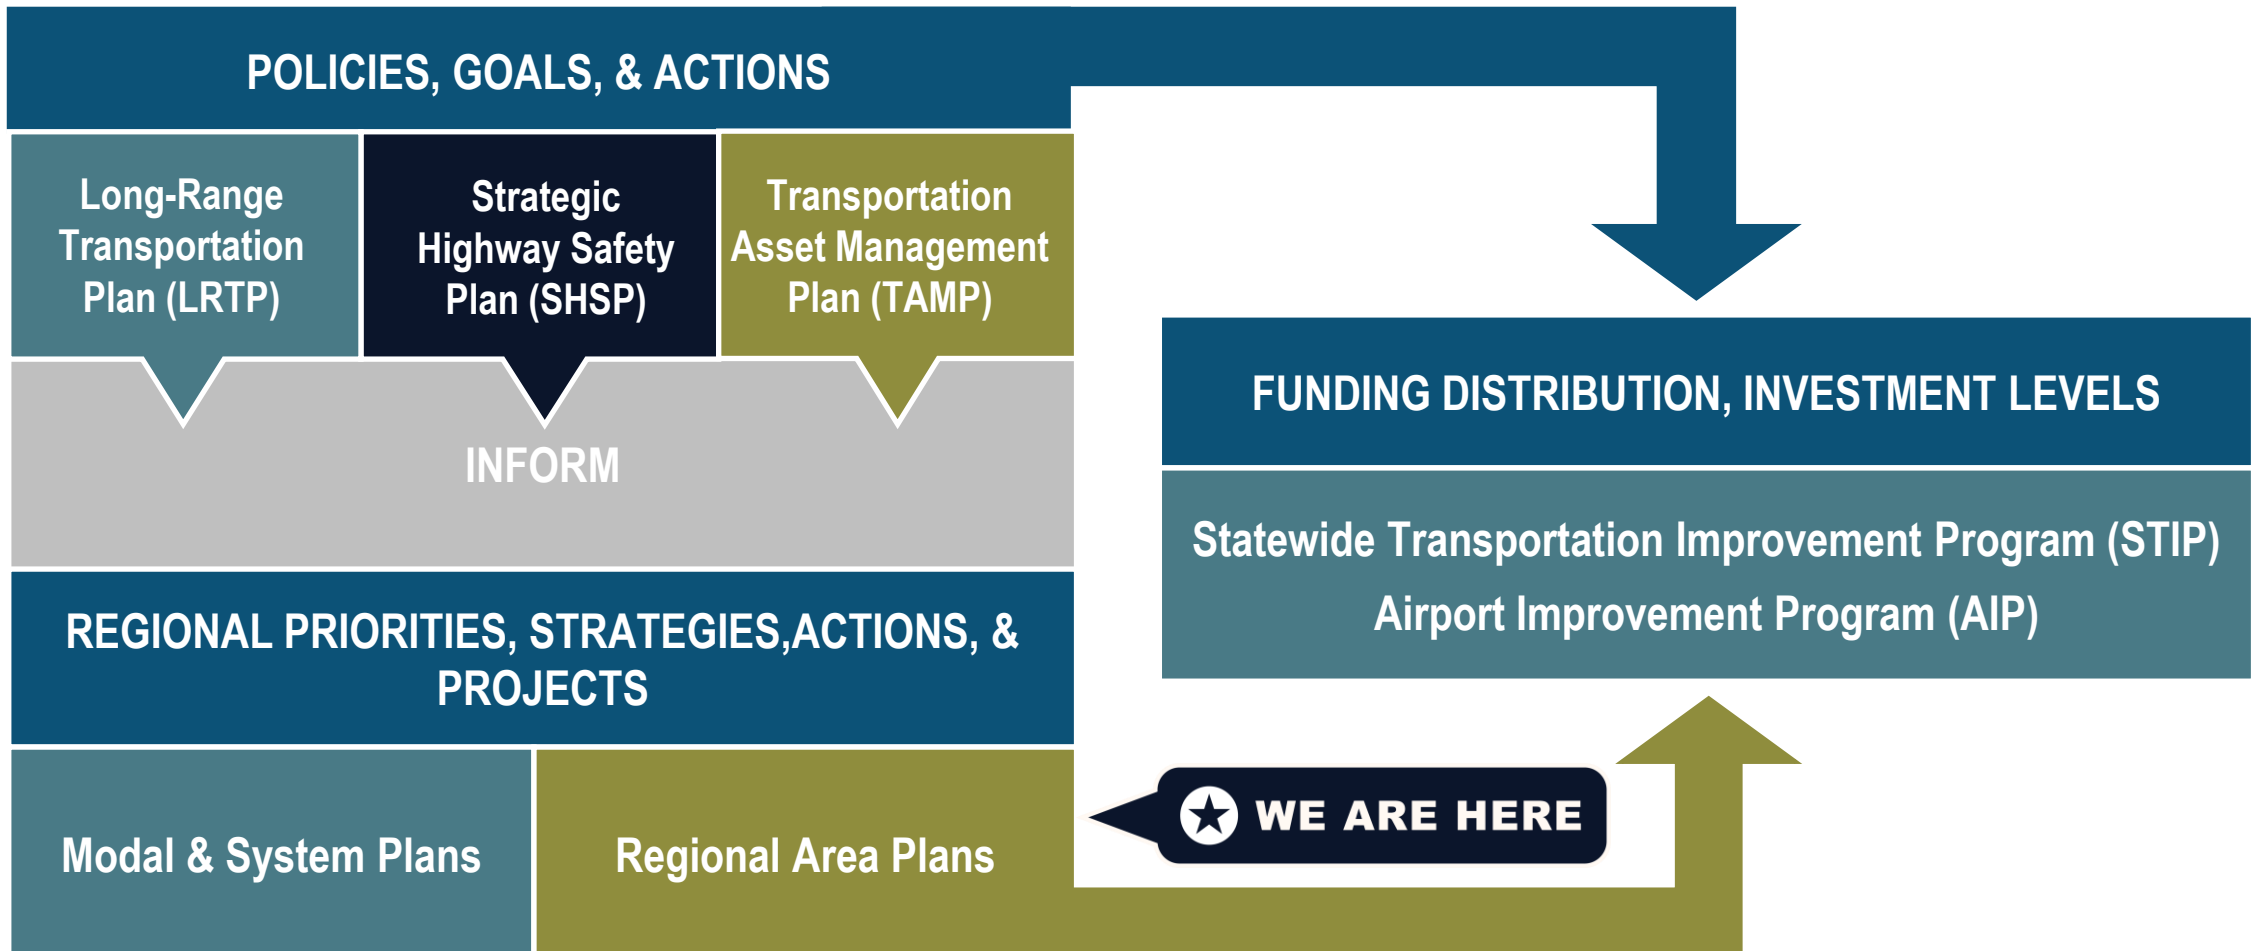 POLICIES, GOALS, & ACTIONS
Long-Range
Transportation
Plan (LRTP)
Strategic
Highway Safety
Plan (SHSP)
Transportation
Asset Management
Plan (TAMP)
INFORM
REGIONAL PRIORITIES, STRATEGIES,ACTIONS, &
PROJECTS
Modal & System Plans
Regional Area Plans
WE ARE HERE
FUNDING DISTRIBUTION, INVESTMENT LEVELS
Statewide Transportation Improvement Program (STIP)
Airport Improvement Program (AIP)